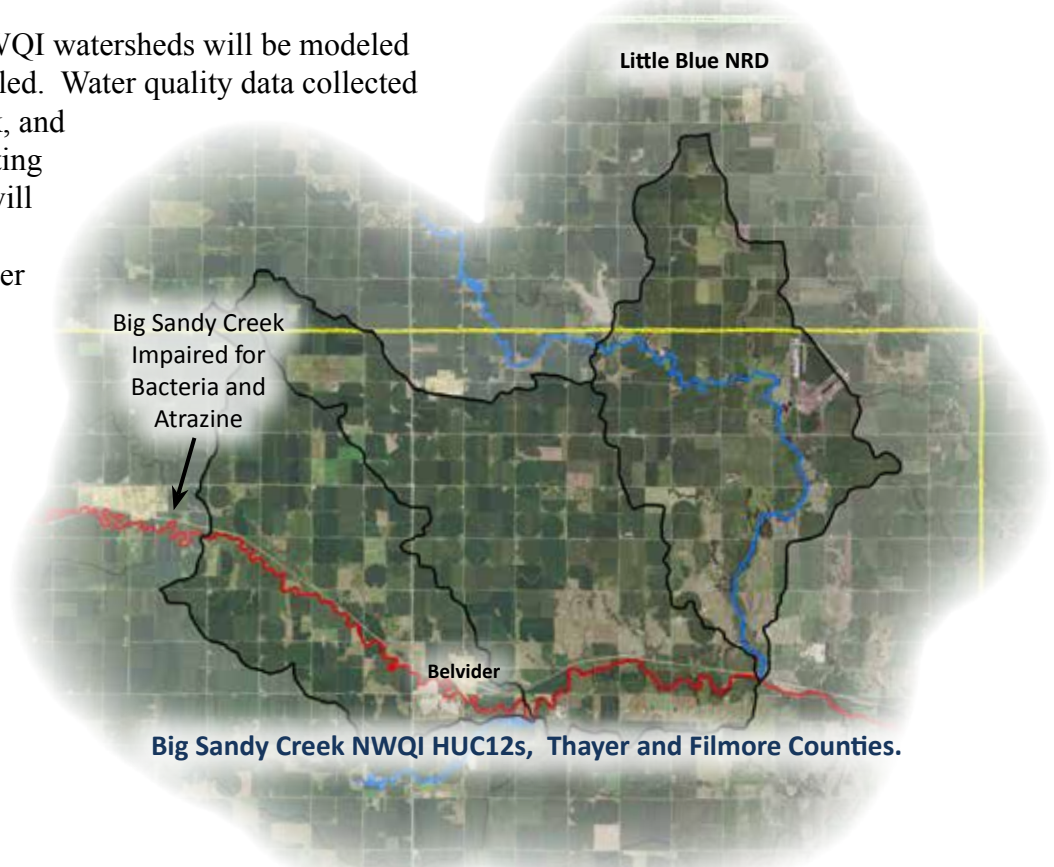 WQI watersheds will be modeled
led. Water quality data collected
, and
ting
will
er
Little Blue NRD
Big Sandy Creek
Impaired for
Bacteria and
Atrazine
Belvider
Big Sandy Creek NWQI HUC12s, Thayer and Filmore Counties.